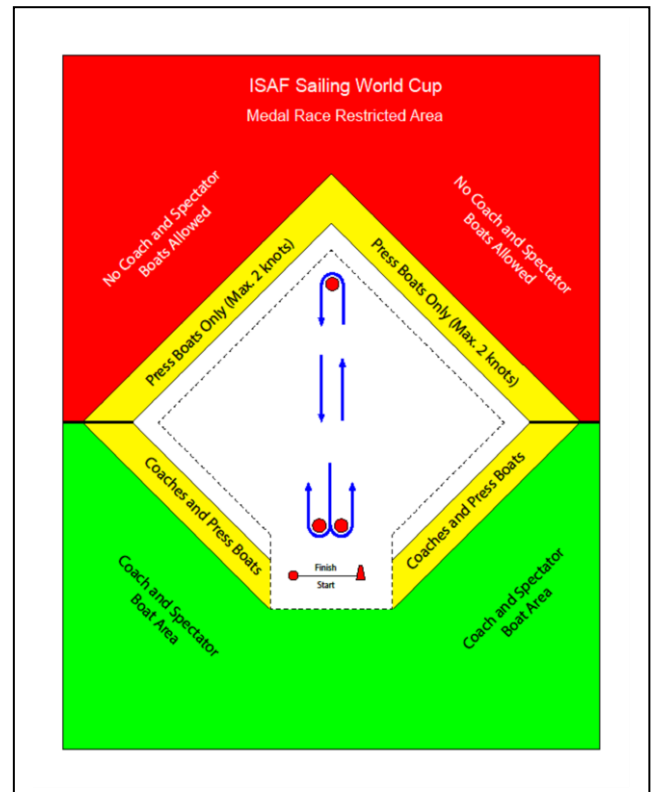 ISAF Sailing World Cup
Medal Race Restricted Area
No Coach and Spectator
Boats Allowed
No Coach and Spectator
Boats Allowed
Press Boats Only (Max. 2 knots)
Press Boats Only (Max. 2 knots)
Coaches and Press Boats
Coaches and Press Boats
Finish
Start
Coach and Spectator
Boat Area
Coach and Spectator
Boat Area